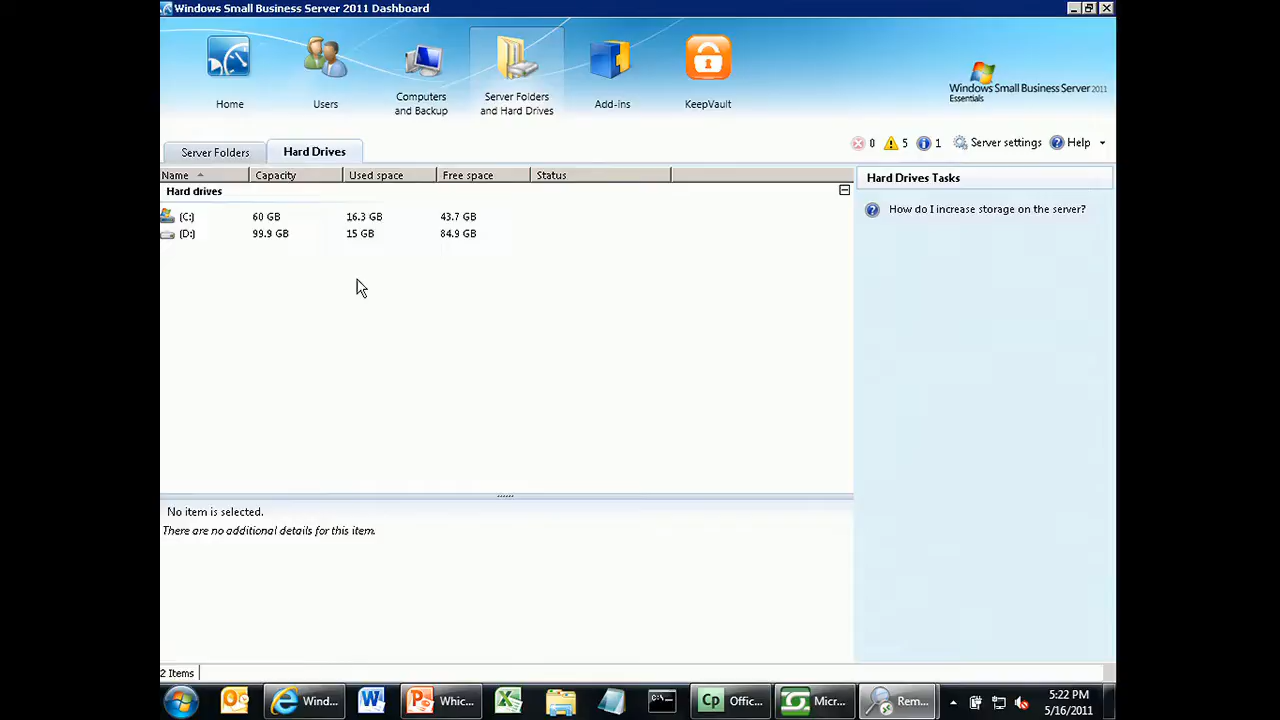 Windows Small Business Server 2011 Dashboard
Home
Users
Computers
and Backup
Server Folders
and Hard Drives
Add-ins
KeepVault
Windows Small Business Server 2011
Essentials
Server Folders
Hard Drives
0
5
1
Server settings
Help
Name
Capacity
Used space
Free space
Status
Hard drives
(C:) 60 GB 16.3 GB 43.7 GB
(D:) 99.9 GB 15 GB 84.9 GB
Hard Drives Tasks
How do I increase storage on the server?
No item is selected.
There are no additional details for this item.
2 Items
Wind...
Whic...
Cp
Offic...
Micr...
Rem...
5:22 PM
5/16/2011